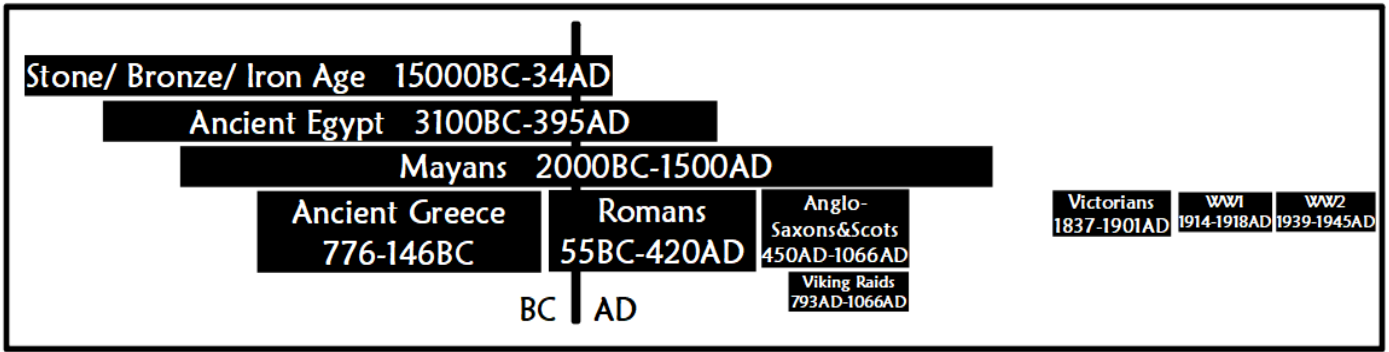 Stone/ Bronze/ Iron Age 15000BC-34AD
Ancient Egypt 3100BC-395AD
Mayans 2000BC-1500AD
Ancient Greece
776-146BC
Romans
55BC-420AD
Anglo-
Saxons&Scots
450AD-1066AD
Viking Raids
793AD-1066AD
Victorians
1837-1901AD
WW1
1914-1918AD
WW2
1939-1945AD
BC AD